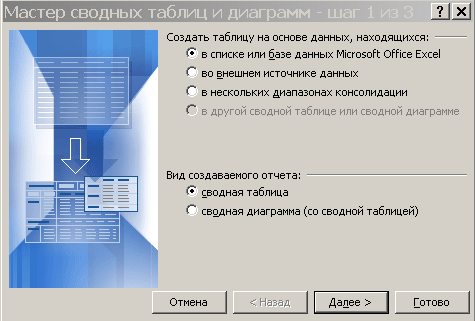 Мастер сводных таблиц и диаграмм - шаг 1 из 3
Создать таблицу на основе данных, находящихся:
в списке или базе данных Microsoft Office Excel
во внешнем источнике данных
в нескольких диапазонах консолидации
в другой сводной таблице или сводной диаграмме
Вид создаваемого отчета:
сводная таблица
сводная диаграмма (со сводной таблицей)
Отмена < Назад Далее > Готово